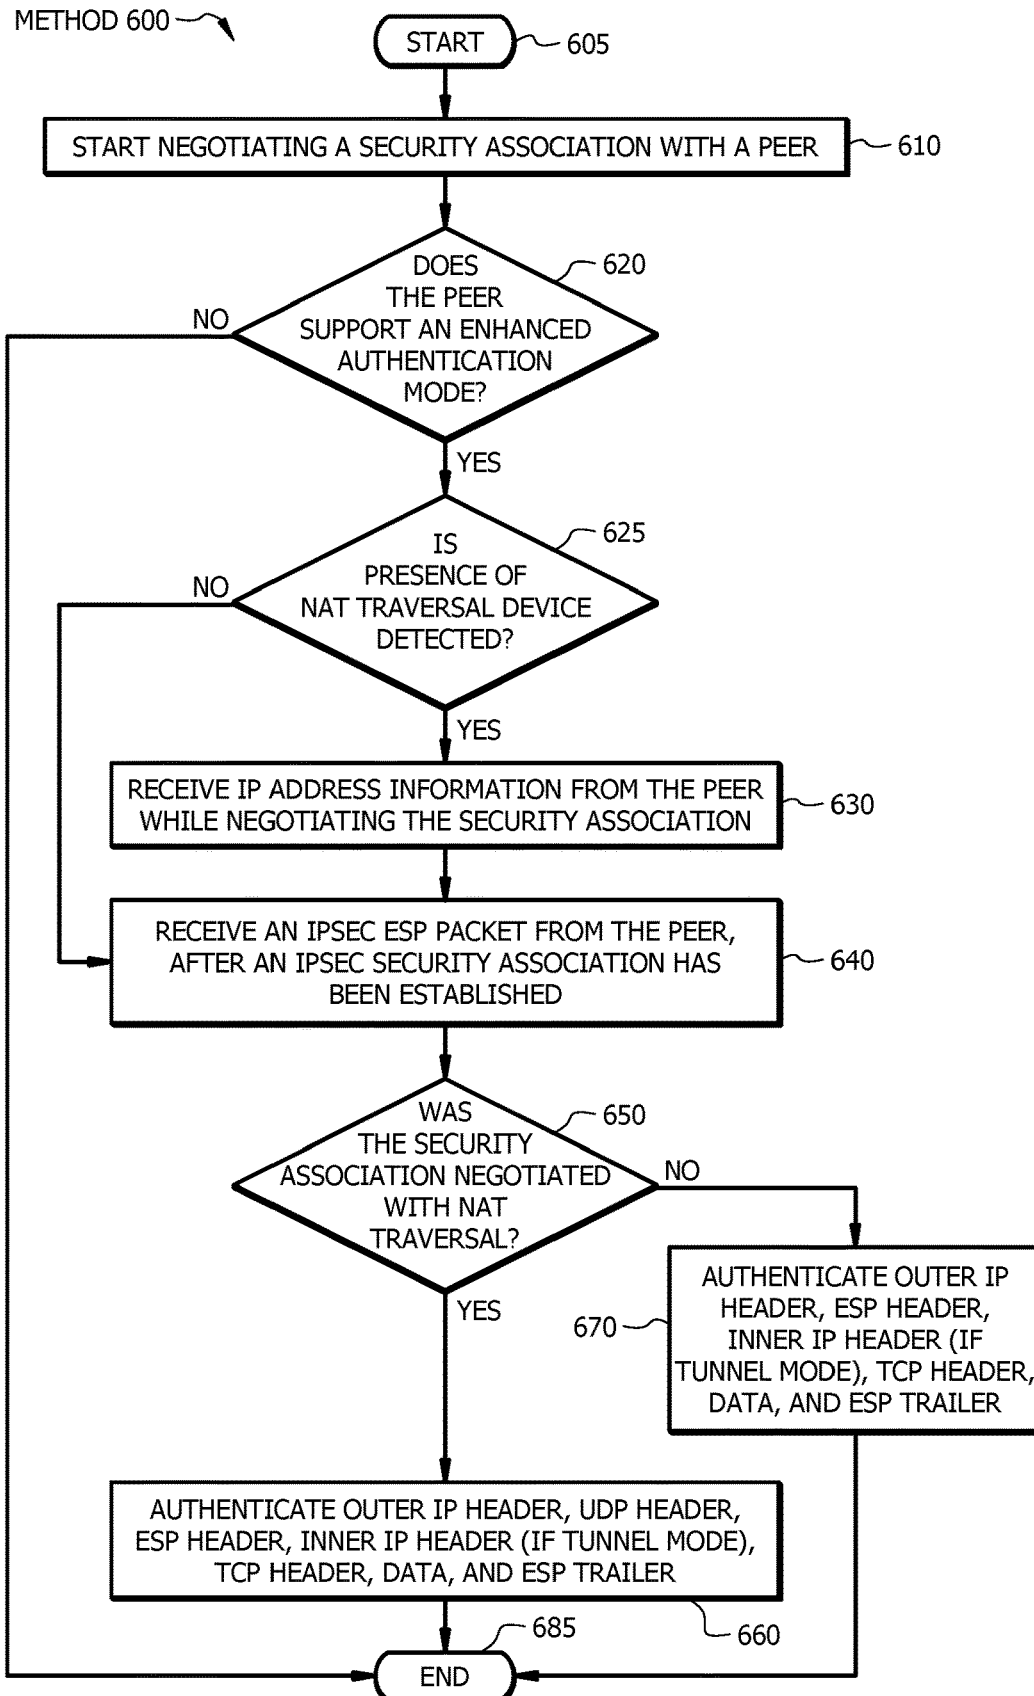 METHOD 600
START
605
START NEGOTIATING A SECURITY ASSOCIATION WITH A PEER
610
DOES
THE PEER
SUPPORT AN ENHANCED
AUTHENTICATION
MODE?
620
NO
YES
IS
PRESENCE OF
NAT TRAVERSAL DEVICE
DETECTED?
625
NO
YES
RECEIVE IP ADDRESS INFORMATION FROM THE PEER
WHILE NEGOTIATING THE SECURITY ASSOCIATION
630
RECEIVE AN IPSEC ESP PACKET FROM THE PEER,
AFTER AN IPSEC SECURITY ASSOCIATION HAS
BEEN ESTABLISHED
640
WAS
THE SECURITY
ASSOCIATION NEGOTIATED
WITH NAT
TRAVERSAL?
650
NO
YES
AUTHENTICATE OUTER IP
HEADER, ESP HEADER,
INNER IP HEADER (IF
TUNNEL MODE), TCP HEADER,
DATA, AND ESP TRAILER
670
AUTHENTICATE OUTER IP HEADER, UDP HEADER,
ESP HEADER, INNER IP HEADER (IF TUNNEL MODE),
TCP HEADER, DATA, AND ESP TRAILER
660
685
END